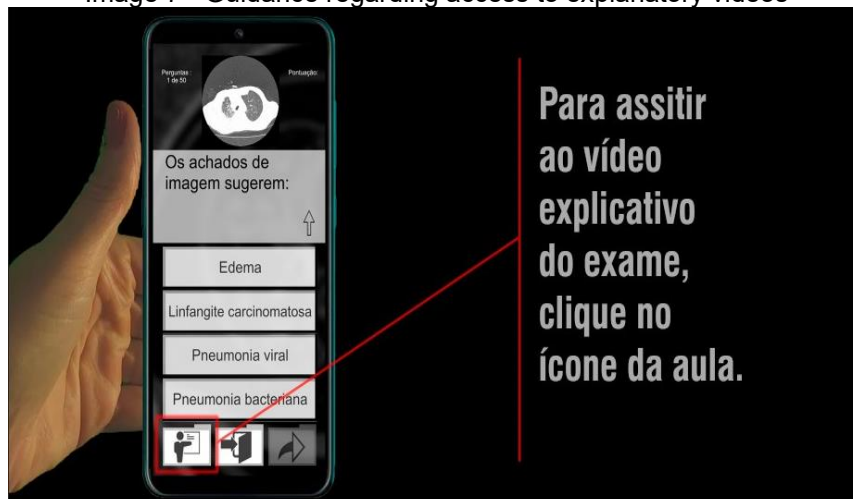 Image 7 - Guidance regarding access to explanatory videos
Perguntas :
1 de 50
Pontuação:
Os achados de
imagem sugerem:
Edema
Linfangite carcinomatosa
Pneumonia viral
Pneumonia bacteriana
Para assitir
ao vídeo
explicativo
do exame,
clique no
ícone da aula.